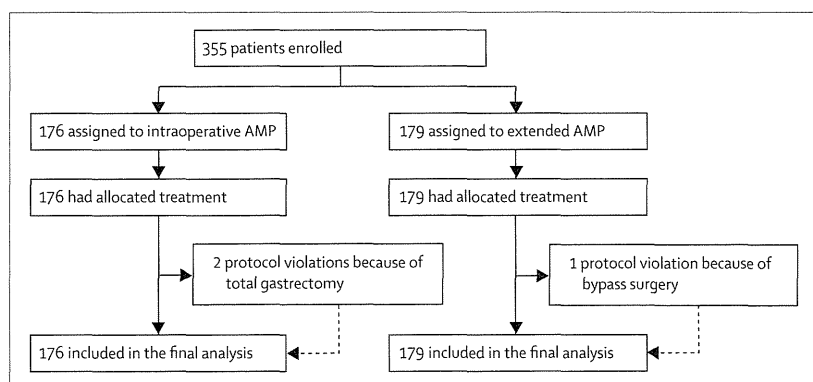 355 patients enrolled
176 assigned to intraoperative AMP
179 assigned to extended AMP
176 had allocated treatment
179 had allocated treatment
2 protocol violations because of
total gastrectomy
1 protocol violation because of
bypass surgery
176 included in the final analysis
179 included in the final analysis